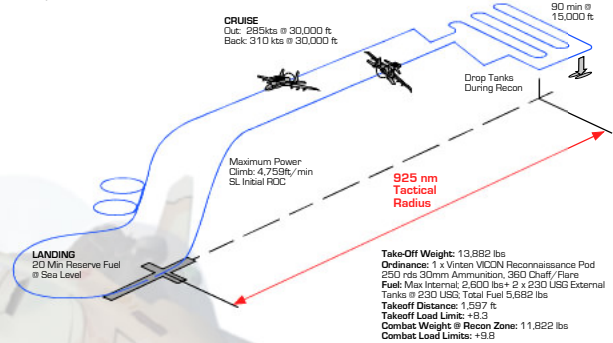 90 min @
15,000 ft
CRUISE
Out: 285kts @ 30,000 ft
Back: 310 kts @ 30,000 ft
Drop Tanks
During Recon
Maximum Power
Climb: 4,759ft/min
SL Initial ROC
925 nm
Tactical
Radius
LANDING
20 Min Reserve Fuel
@ Sea Level
Take-Off Weight: 13,882 lbs
Ordinance: 1 x Vinten VICON Reconnaissance Pod
250 rds 30mm Ammunition, 360 Chaff/Flare
Fuel: Max Internal; 2,600 lbs+ 2 x 230 USG External
Tanks @ 230 USG; Total Fuel 5,682 lbs
Takeoff Distance: 1,597 ft
Takeoff Load Limit: +8.3
Combat Weight @ Recon Zone: 11,822 lbs
Combat Load Limits: +9.8